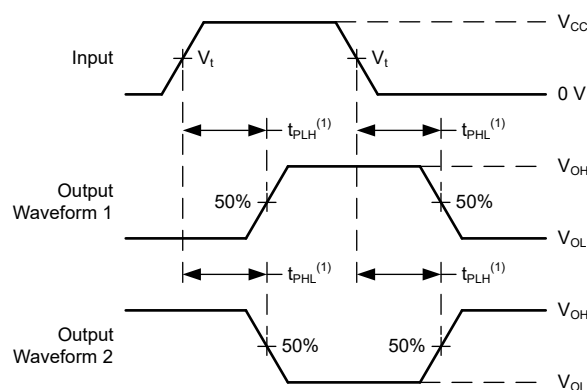 V_CC
Input
V_t
V_t
0 V
t_PLH^(1)
t_PHL^(1)
V_OH
Output
Waveform 1
50%
50%
V_OL
t_PHL^(1)
t_PLH^(1)
V_OH
Output
Waveform 2
50%
50%
V_OL